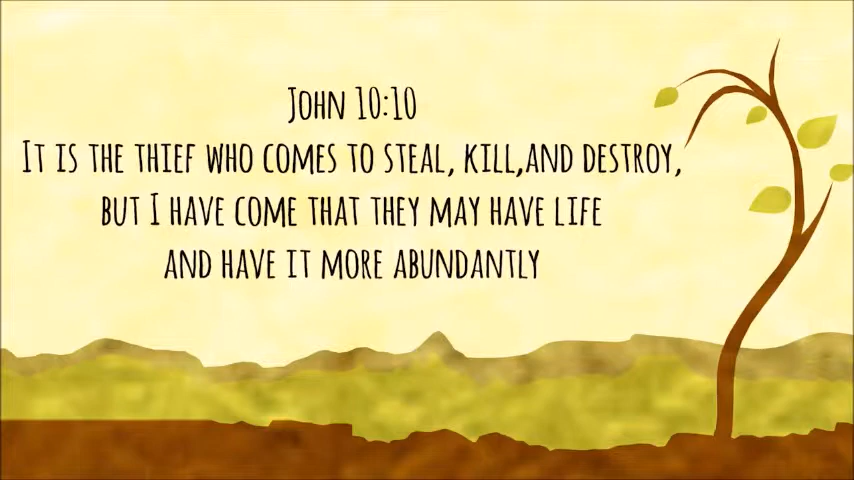 John 10:10
It is the thief who comes to steal, kill,and destroy,
but I have come that they may have life
and have it more abundantly